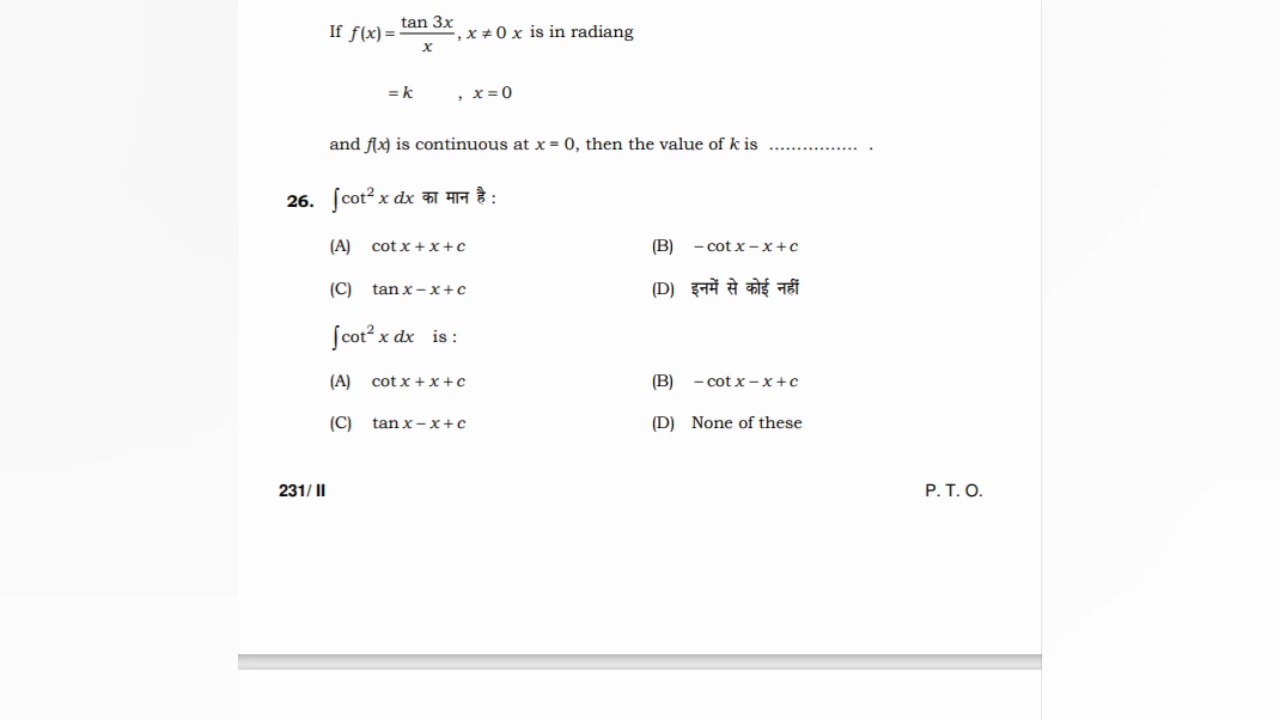 If f(x) = tan 3x / x , x ≠ 0 x is in radiang
= k , x = 0
and f(x) is continuous at x = 0, then the value of k is ................ .
26. ∫cot² x dx का मान है :
(A) cot x + x + c (B) – cot x – x + c
(C) tan x – x + c (D) इनमें से कोई नहीं
∫cot² x dx is :
(A) cot x + x + c (B) – cot x – x + c
(C) tan x – x + c (D) None of these
231/ II P. T. O.